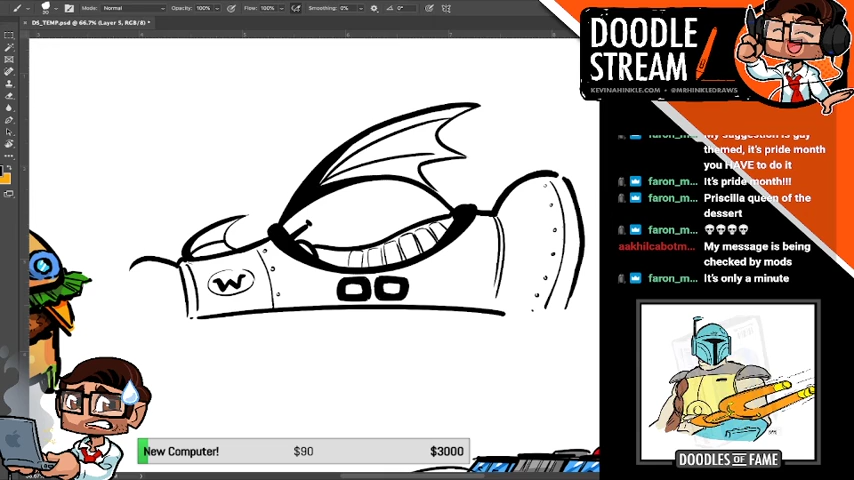 Mode: Normal
Opacity: 100%
Flow: 100%
Smoothing: 0%
0°
DS_TEMP.psd @ 66.7% (Layer 5, RGB/8) *
W
DOODLE
STREAM
KEVINAHINKLE.COM • @MRHINKLEDRAWS
faron_m... My suggestion is gay
themed, it's pride month
you HAVE to do it
faron_m... It's pride month!!!
faron_m... Priscilla queen of the
dessert
faron_m... 💀💀💀💀
aakhilcabotm... My message is being
checked by mods
faron_m... It's only a minute
DOODLES OF FAME
New Computer! $90 $3000